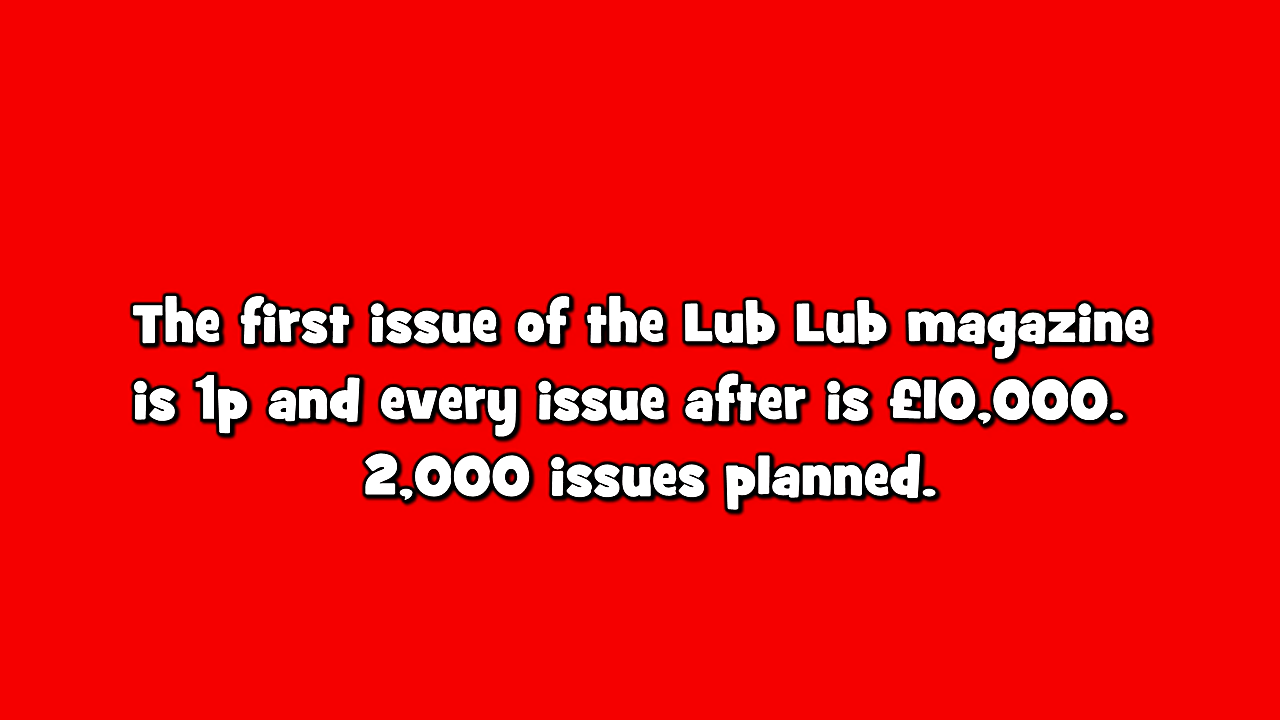 The first issue of the Lub Lub magazine
is 1p and every issue after is £10,000.
2,000 issues planned.